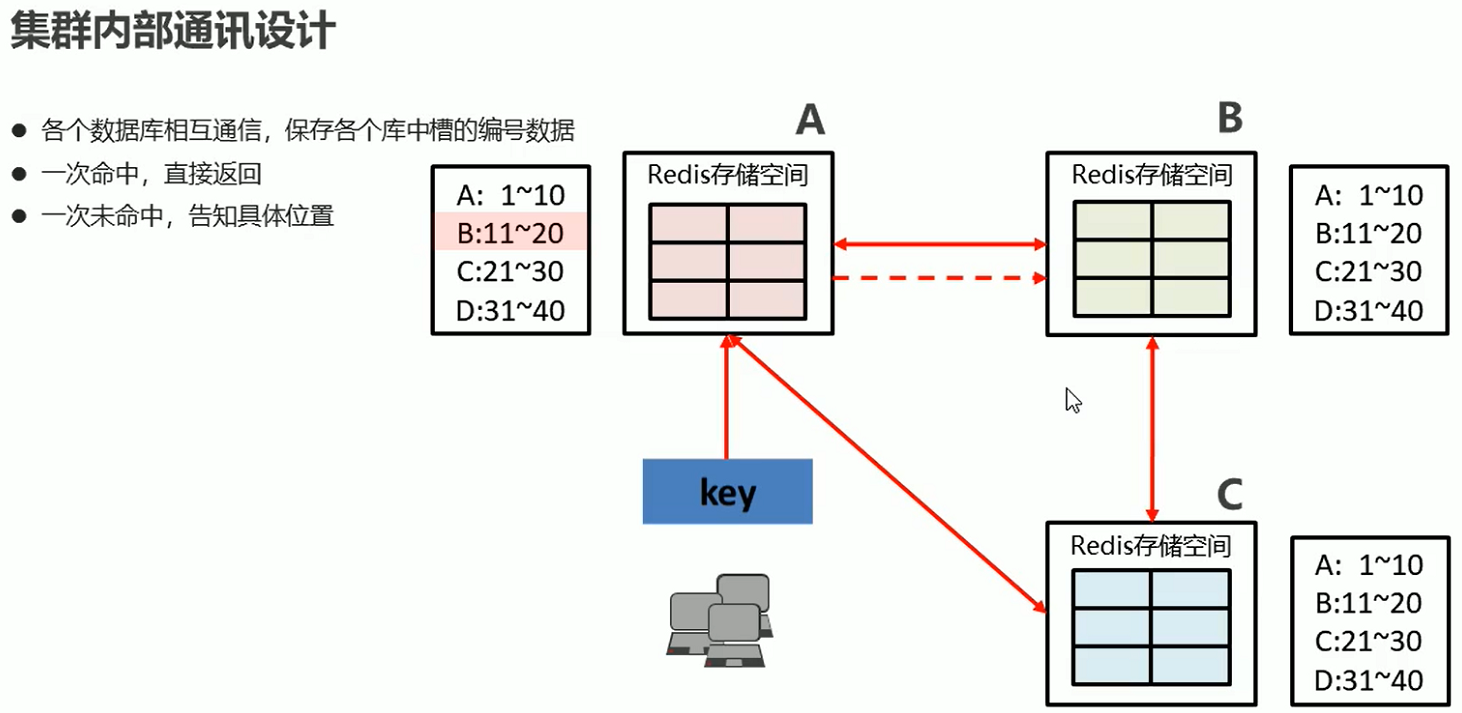 集群内部通讯设计
● 各个数据库相互通信，保存各个库中槽的编号数据
● 一次命中，直接返回
● 一次未命中，告知具体位置
A: 1~10
B:11~20
C:21~30
D:31~40
A
Redis存储空间
B
Redis存储空间
A: 1~10
B:11~20
C:21~30
D:31~40
key
C
Redis存储空间
A: 1~10
B:11~20
C:21~30
D:31~40